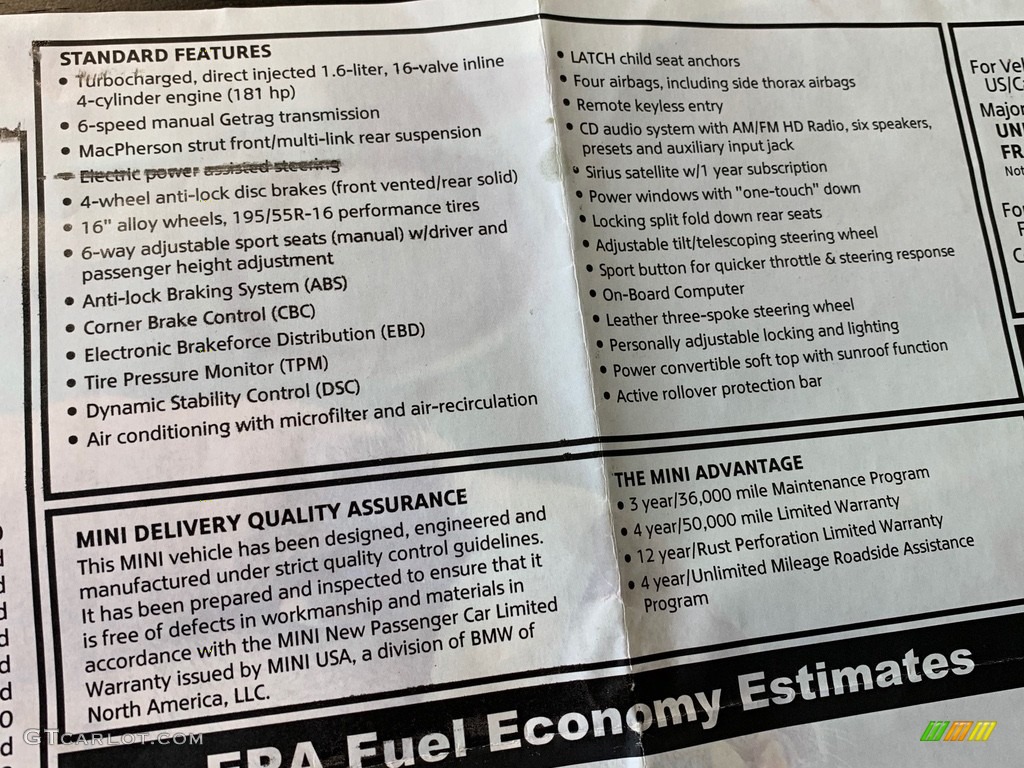 STANDARD FEATURES
• Turbocharged, direct injected 1.6-liter, 16-valve inline
4-cylinder engine (181 hp)
• 6-speed manual Getrag transmission
• MacPherson strut front/multi-link rear suspension
• Electric power assisted steering
• 4-wheel anti-lock disc brakes (front vented/rear solid)
• 16" alloy wheels, 195/55R-16 performance tires
• 6-way adjustable sport seats (manual) w/driver and
passenger height adjustment
• Anti-lock Braking System (ABS)
• Corner Brake Control (CBC)
• Electronic Brakeforce Distribution (EBD)
• Tire Pressure Monitor (TPM)
• Dynamic Stability Control (DSC)
• Air conditioning with microfilter and air-recirculation
• LATCH child seat anchors
• Four airbags, including side thorax airbags
• Remote keyless entry
• CD audio system with AM/FM HD Radio, six speakers,
presets and auxiliary input jack
• Sirius satellite w/1 year subscription
• Power windows with "one-touch" down
• Locking split fold down rear seats
• Adjustable tilt/telescoping steering wheel
• Sport button for quicker throttle & steering response
• On-Board Computer
• Leather three-spoke steering wheel
• Personally adjustable locking and lighting
• Power convertible soft top with sunroof function
• Active rollover protection bar
For Veh
US/Ca
Major
UNI
FRA
Not
For
F
C
MINI DELIVERY QUALITY ASSURANCE
This MINI vehicle has been designed, engineered and
manufactured under strict quality control guidelines.
It has been prepared and inspected to ensure that it
is free of defects in workmanship and materials in
accordance with the MINI New Passenger Car Limited
Warranty issued by MINI USA, a division of BMW of
North America, LLC.
THE MINI ADVANTAGE
• 3 year/36,000 mile Maintenance Program
• 4 year/50,000 mile Limited Warranty
• 12 year/Rust Perforation Limited Warranty
• 4 year/Unlimited Mileage Roadside Assistance
Program
EPA Fuel Economy Estimates
GTCARLOT.COM